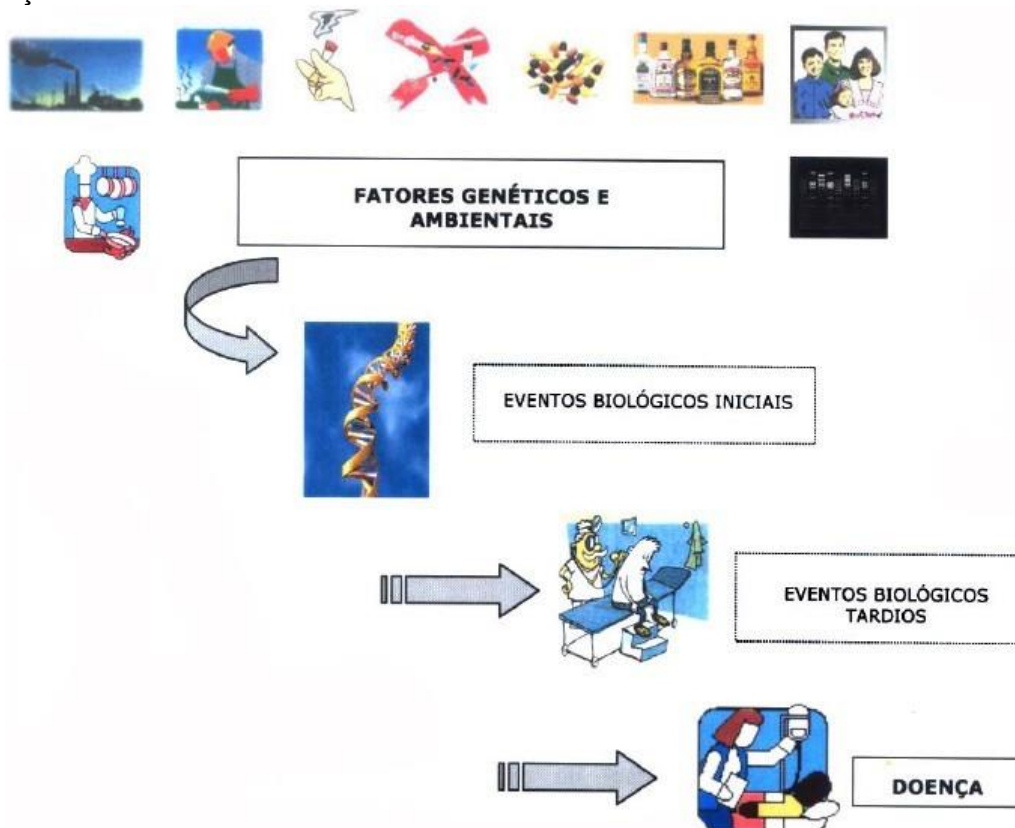 FATORES GENÉTICOS E
AMBIENTAIS
EVENTOS BIOLÓGICOS INICIAIS
EVENTOS BIOLÓGICOS
TARDIOS
DOENÇA